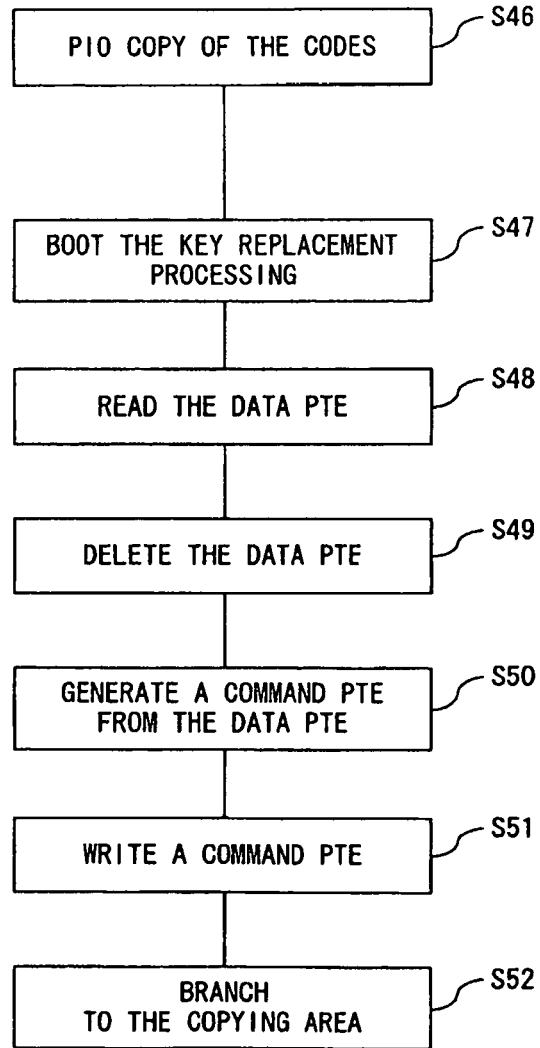 PIO COPY OF THE CODES
S46
BOOT THE KEY REPLACEMENT
PROCESSING
S47
READ THE DATA PTE
S48
DELETE THE DATA PTE
S49
GENERATE A COMMAND PTE
FROM THE DATA PTE
S50
WRITE A COMMAND PTE
S51
BRANCH
TO THE COPYING AREA
S52